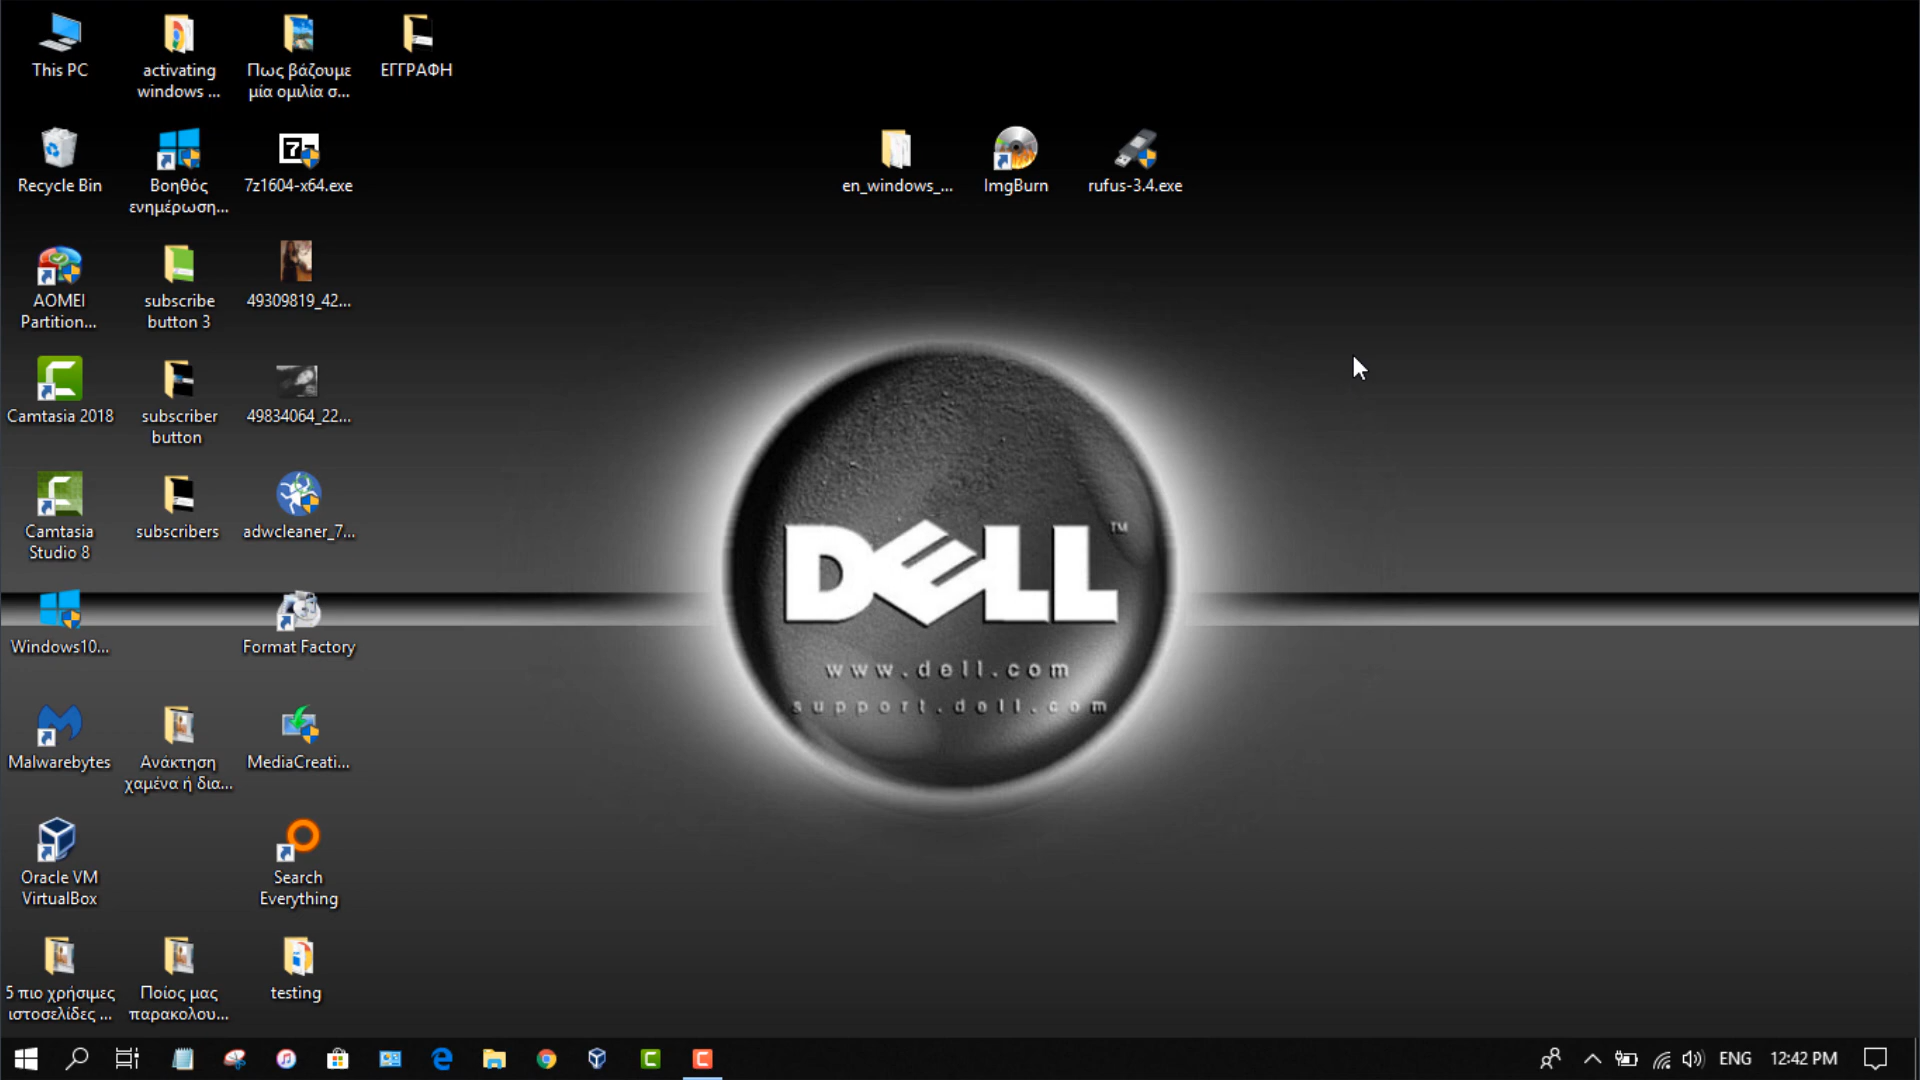 This PC
activating
windows ...
Πως βάζουμε
μία ομιλία σ...
ΕΓΓΡΑΦΗ
Recycle Bin
Βοηθός
ενημέρωση...
7z1604-x64.exe
en_windows_...
ImgBurn
rufus-3.4.exe
AOMEI
Partition...
subscribe
button 3
49309819_42...
Camtasia 2018
subscriber
button
49834064_22...
Camtasia
Studio 8
subscribers
adwcleaner_7...
DELL ™
www.dell.com
support.dell.com
Windows10...
Format Factory
Malwarebytes
Ανάκτηση
χαμένα ή δια...
MediaCreati...
Oracle VM
VirtualBox
Search
Everything
5 πιο χρήσιμες
ιστοσελίδες ...
Ποίος μας
παρακολου...
testing
ENG
12:42 PM